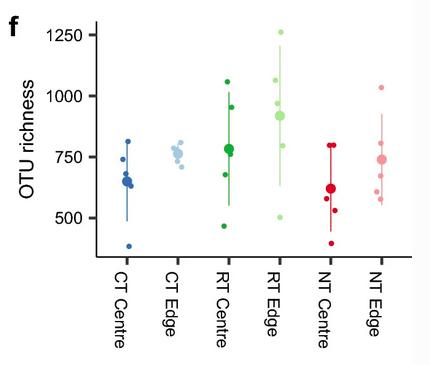 f
OTU richness
1250
1000
750
500
CT Centre
CT Edge
RT Centre
RT Edge
NT Centre
NT Edge